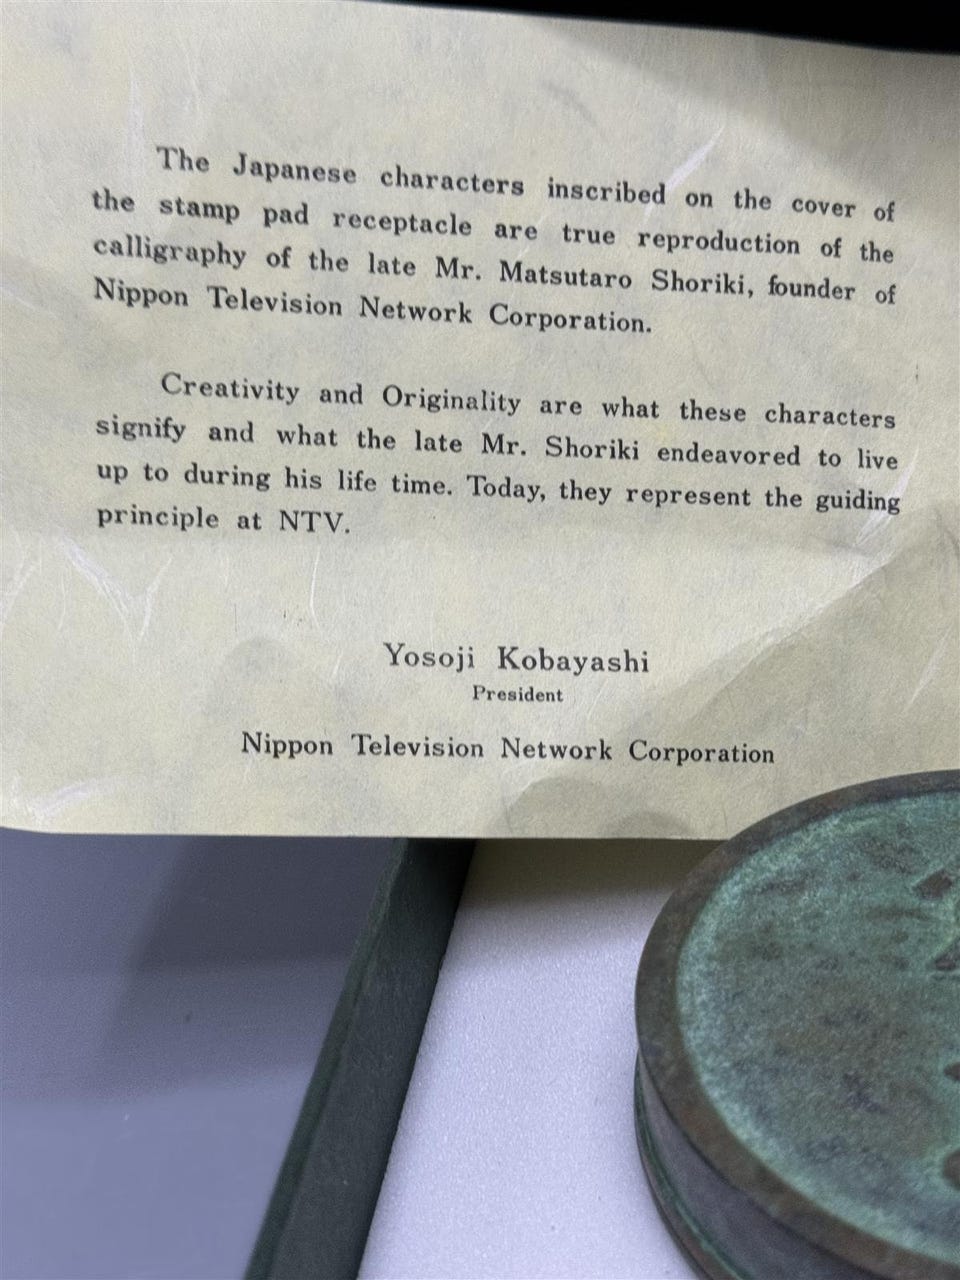 The Japanese characters inscribed on the cover of
the stamp pad receptacle are true reproduction of the
calligraphy of the late Mr. Matsutaro Shoriki, founder of
Nippon Television Network Corporation.
Creativity and Originality are what these characters
signify and what the late Mr. Shoriki endeavored to live
up to during his life time. Today, they represent the guiding
principle at NTV.
Yosoji Kobayashi
President
Nippon Television Network Corporation